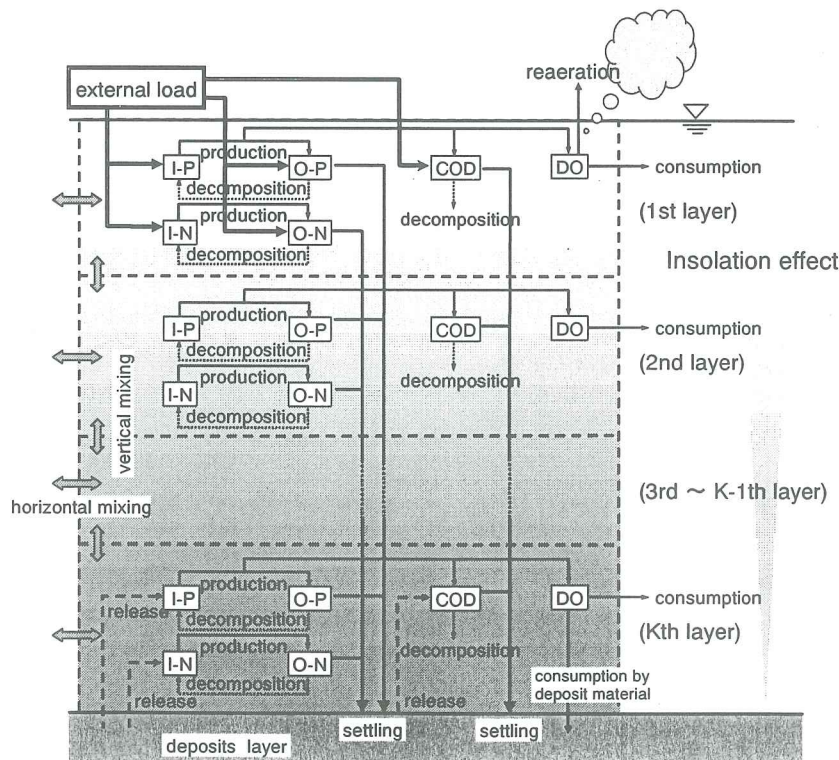 reaeration
external load
production
I-P
O-P
COD
DO
consumption
decomposition
decomposition
(1st layer)
production
I-N
O-N
decomposition
Insolation effect
production
I-P
O-P
COD
DO
consumption
decomposition
decomposition
(2nd layer)
production
I-N
O-N
decomposition
vertical mixing
(3rd ~ K-1th layer)
horizontal mixing
production
I-P
O-P
COD
DO
consumption
release
decomposition
(Kth layer)
production
decomposition
I-N
O-N
decomposition
consumption by
deposit material
release
release
settling
settling
deposits layer